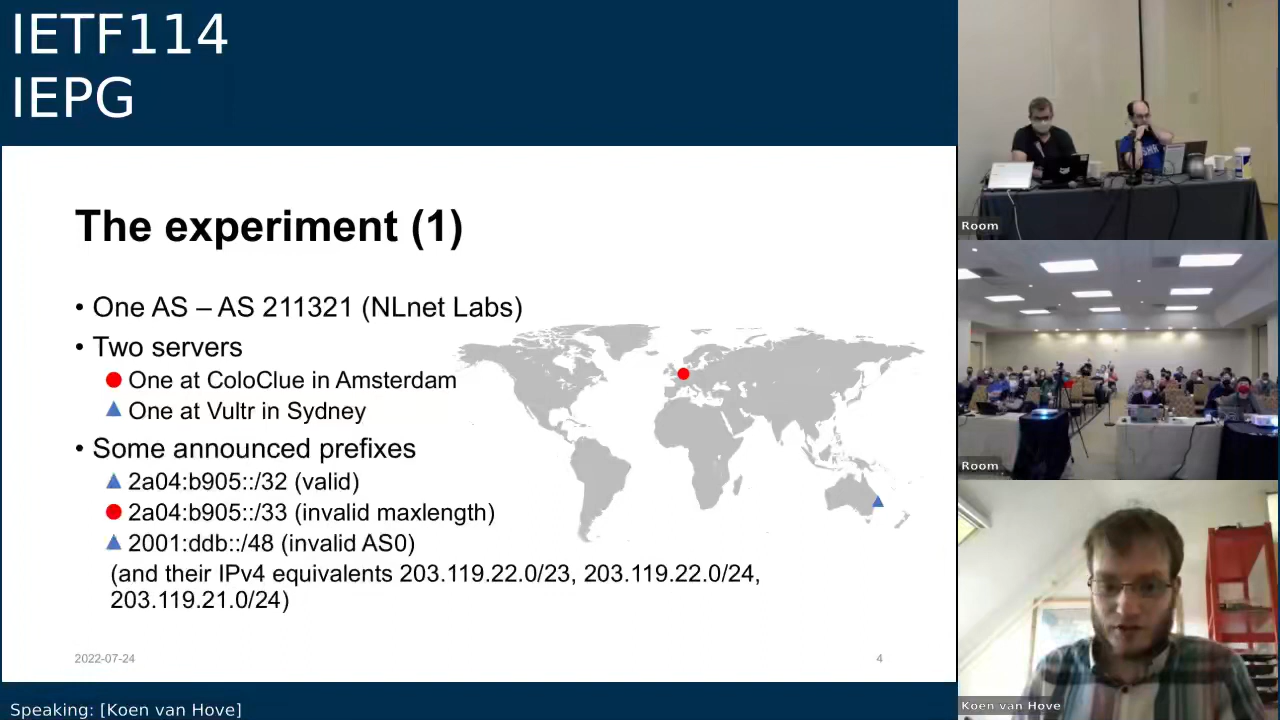 IETF114
IEPG
The experiment (1)
• One AS – AS 211321 (NLnet Labs)
• Two servers
One at ColoClue in Amsterdam
One at Vultr in Sydney
• Some announced prefixes
2a04:b905::/32 (valid)
2a04:b905::/33 (invalid maxlength)
2001:ddb::/48 (invalid AS0)
(and their IPv4 equivalents 203.119.22.0/23, 203.119.22.0/24,
203.119.21.0/24)
2022-07-24
4
Speaking: [Koen van Hove]
Room
Room
Koen van Hove